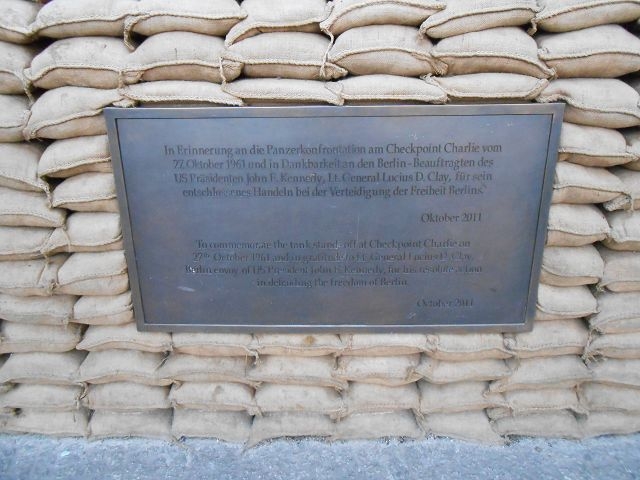 In Erinnerung an die Panzerkonfrontation am Checkpoint Charlie vom
27. Oktober 1961 und in Dankbarkeit an den Berlin-Beauftragten des
US Präsidenten John F. Kennedy, Lt. General Lucius D. Clay, für sein
entschlossenes Handeln bei der Verteidigung der Freiheit Berlins.
Oktober 2011
To commemorate the tank stand-off at Checkpoint Charlie on
27th October 1961 and in gratitude to Lt. General Lucius D. Clay,
Berlin envoy of US President John F. Kennedy, for his resolute action
in defending the freedom of Berlin.
October 2011